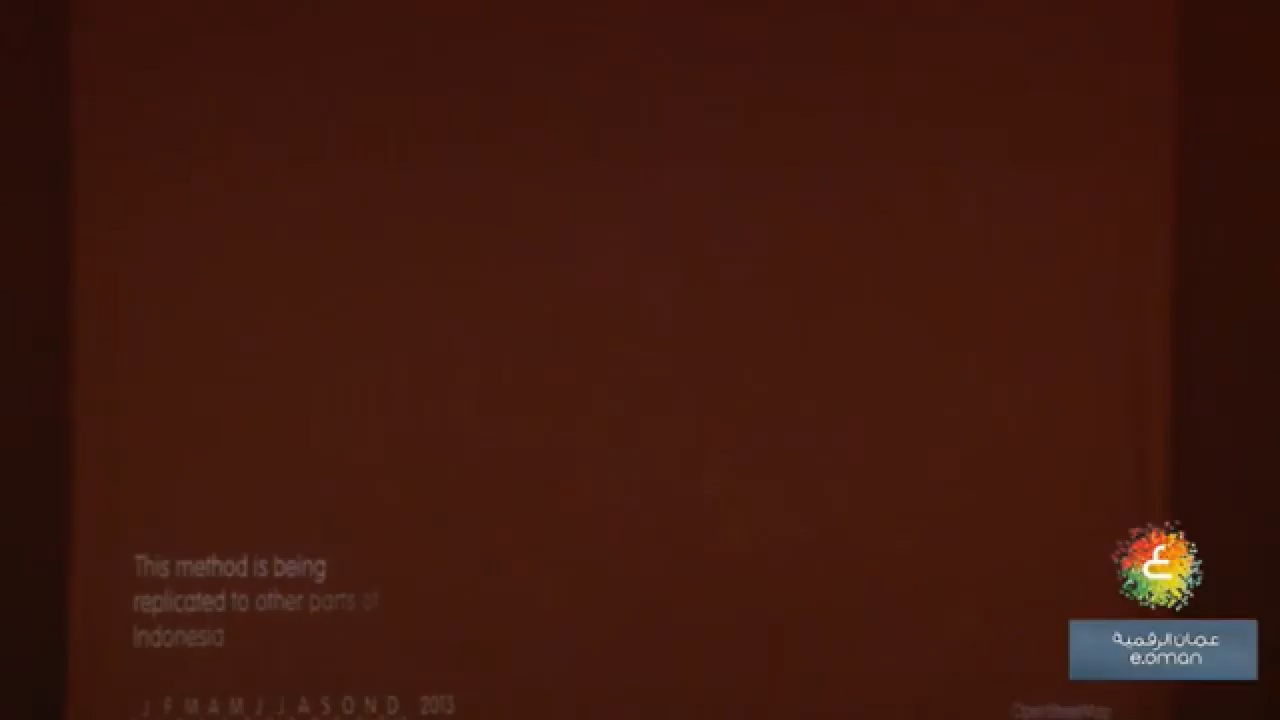 This method is being
replicated to other parts of
Indonesia
J F M A M J J A S O N D 2013
ع
عمان الرقمية
e.oman